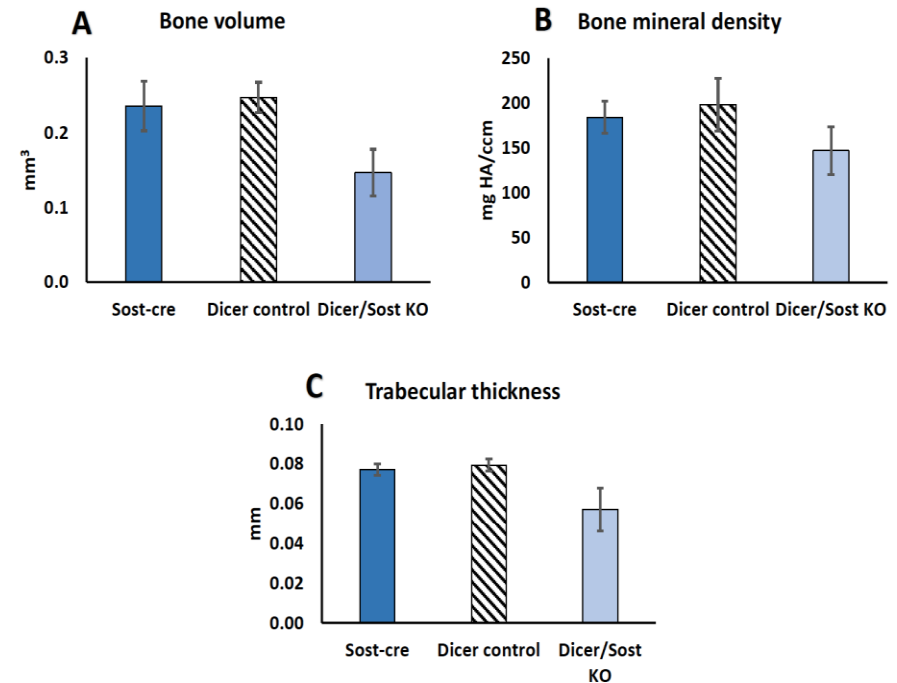 A Bone volume
0.3
0.2
0.1
0.0
mm³
Sost-cre Dicer control Dicer/Sost KO
B Bone mineral density
250
200
150
100
50
0
mg HA/ccm
Sost-cre Dicer control Dicer/Sost KO
C Trabecular thickness
0.10
0.08
0.06
0.04
0.02
0.00
mm
Sost-cre Dicer control Dicer/Sost
KO